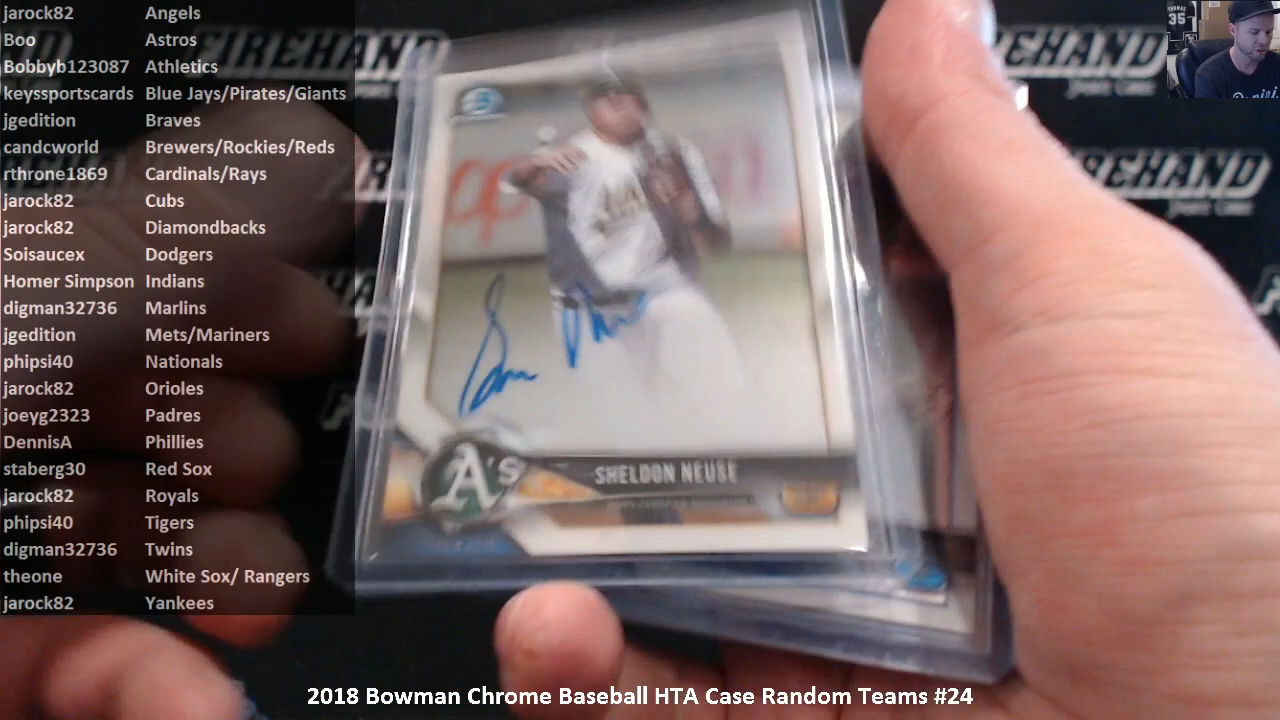 jarock82 Angels
Boo Astros
Bobbyb123087 Athletics
keyssportscards Blue Jays/Pirates/Giants
jgedition Braves
candcworld Brewers/Rockies/Reds
rthrone1869 Cardinals/Rays
jarock82 Cubs
jarock82 Diamondbacks
Soisaucex Dodgers
Homer Simpson Indians
digman32736 Marlins
jgedition Mets/Mariners
phipsi40 Nationals
jarock82 Orioles
joeyg2323 Padres
DennisA Phillies
staberg30 Red Sox
jarock82 Royals
phipsi40 Tigers
digman32736 Twins
theone White Sox/ Rangers
jarock82 Yankees
FIREHAND
THOMAS
35
A's
SHELDON NEUSE
2018 Bowman Chrome Baseball HTA Case Random Teams #24